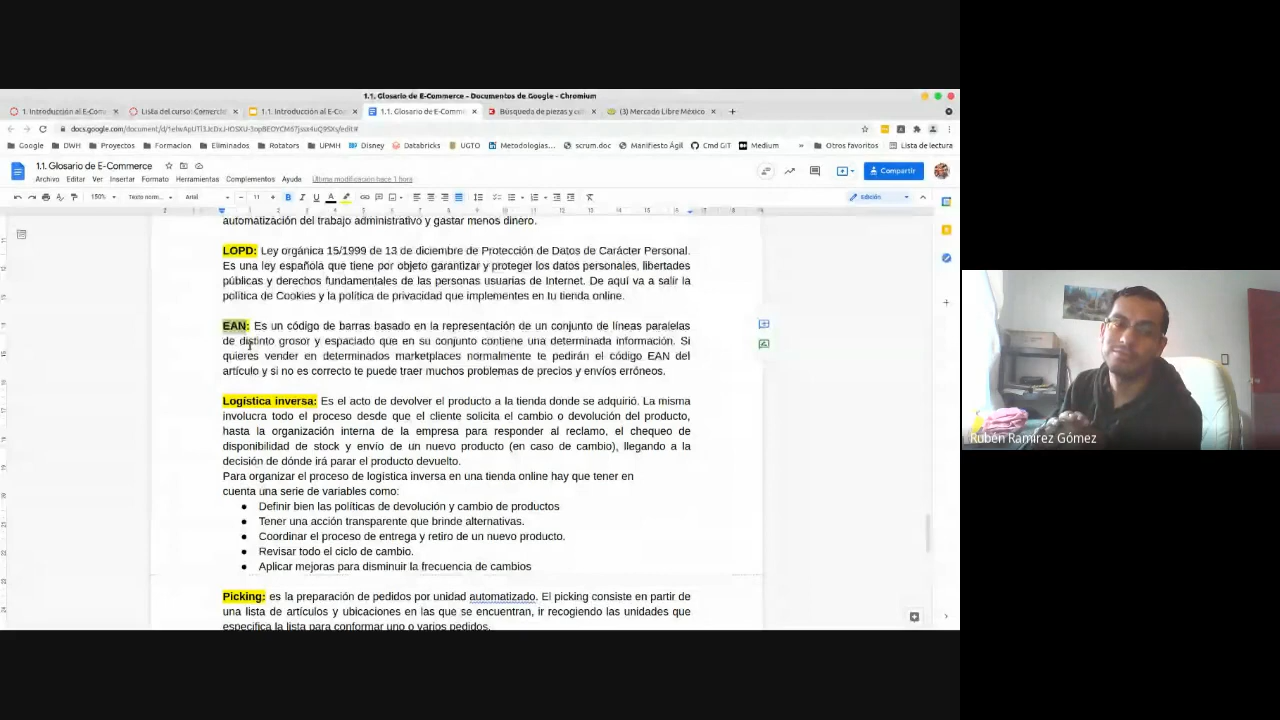 1.1. Glosario de E-Commerce - Documentos de Google - Chromium
1. Introducción al E-Com
Lista del curso: Comercio
1.1. Introducción al E-Com
1.1. Glosario de E-Comme
Búsqueda de piezas y co
(3) Mercado Libre México
Google DWH Proyectos Formacion Eliminados Rotators UPMH Disney Databricks UGTO Metodologías... scrum.doc Manifiesto Ágil Cmd GIT Medium » Otros favoritos Lista de lectura
1.1. Glosario de E-Commerce
Compartir
Archivo Editar Ver Insertar Formato Herramientas Complementos Ayuda Última modificación hace 1 hora
150% Texto norm... Arial 11 Edición
automatización del trabajo administrativo y gastar menos dinero.
LOPD: Ley orgánica 15/1999 de 13 de diciembre de Protección de Datos de Carácter Personal.
Es una ley española que tiene por objeto garantizar y proteger los datos personales, libertades
públicas y derechos fundamentales de las personas usuarias de Internet. De aquí va a salir la
política de Cookies y la política de privacidad que implementes en tu tienda online.
EAN: Es un código de barras basado en la representación de un conjunto de líneas paralelas
de distinto grosor y espaciado que en su conjunto contiene una determinada información. Si
quieres vender en determinados marketplaces normalmente te pedirán el código EAN del
artículo y si no es correcto te puede traer muchos problemas de precios y envíos erróneos.
Logística inversa: Es el acto de devolver el producto a la tienda donde se adquirió. La misma
involucra todo el proceso desde que el cliente solicita el cambio o devolución del producto,
hasta la organización interna de la empresa para responder al reclamo, el chequeo de
disponibilidad de stock y envío de un nuevo producto (en caso de cambio), llegando a la
decisión de dónde irá parar el producto devuelto.
Para organizar el proceso de logística inversa en una tienda online hay que tener en
cuenta una serie de variables como:
● Definir bien las políticas de devolución y cambio de productos
● Tener una acción transparente que brinde alternativas.
● Coordinar el proceso de entrega y retiro de un nuevo producto.
● Revisar todo el ciclo de cambio.
● Aplicar mejoras para disminuir la frecuencia de cambios
Picking: es la preparación de pedidos por unidad automatizado. El picking consiste en partir de
una lista de artículos y ubicaciones en las que se encuentran, ir recogiendo las unidades que
especifica la lista para conformar uno o varios pedidos.
Rubén Ramírez Gómez